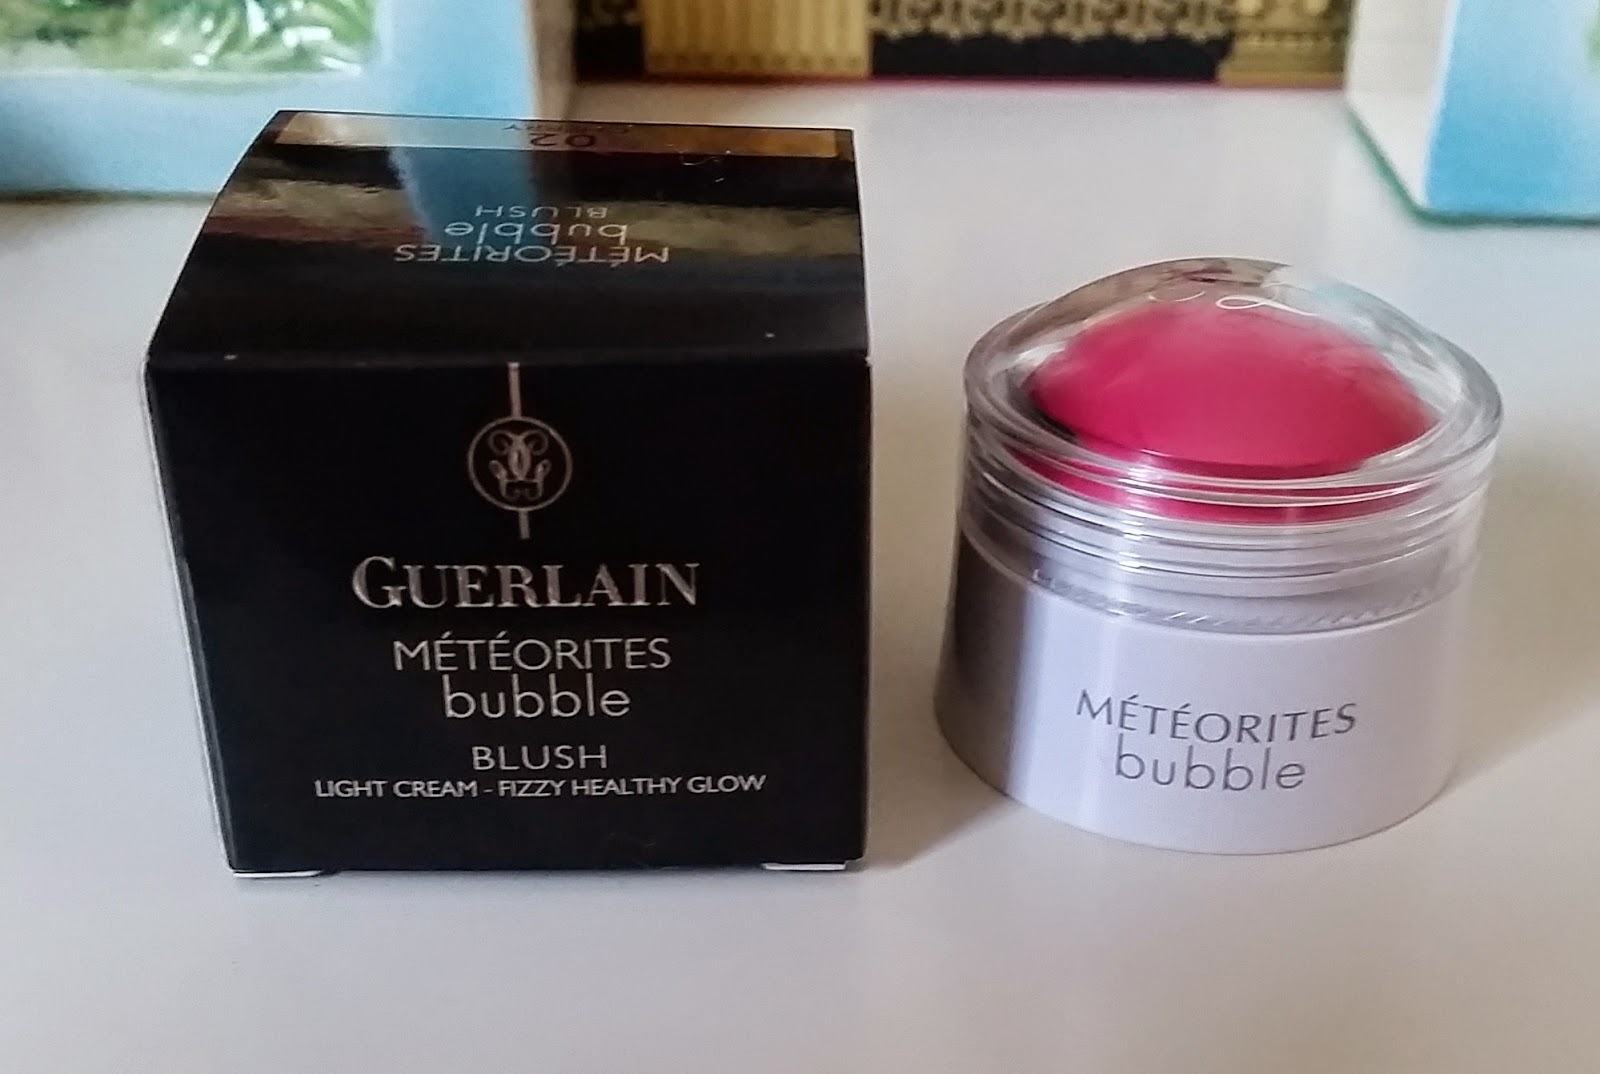 02
MÉTÉORITES
bubble
BLUSH
GUERLAIN
MÉTÉORITES
bubble
BLUSH
LIGHT CREAM - FIZZY HEALTHY GLOW
MÉTÉORITES
bubble